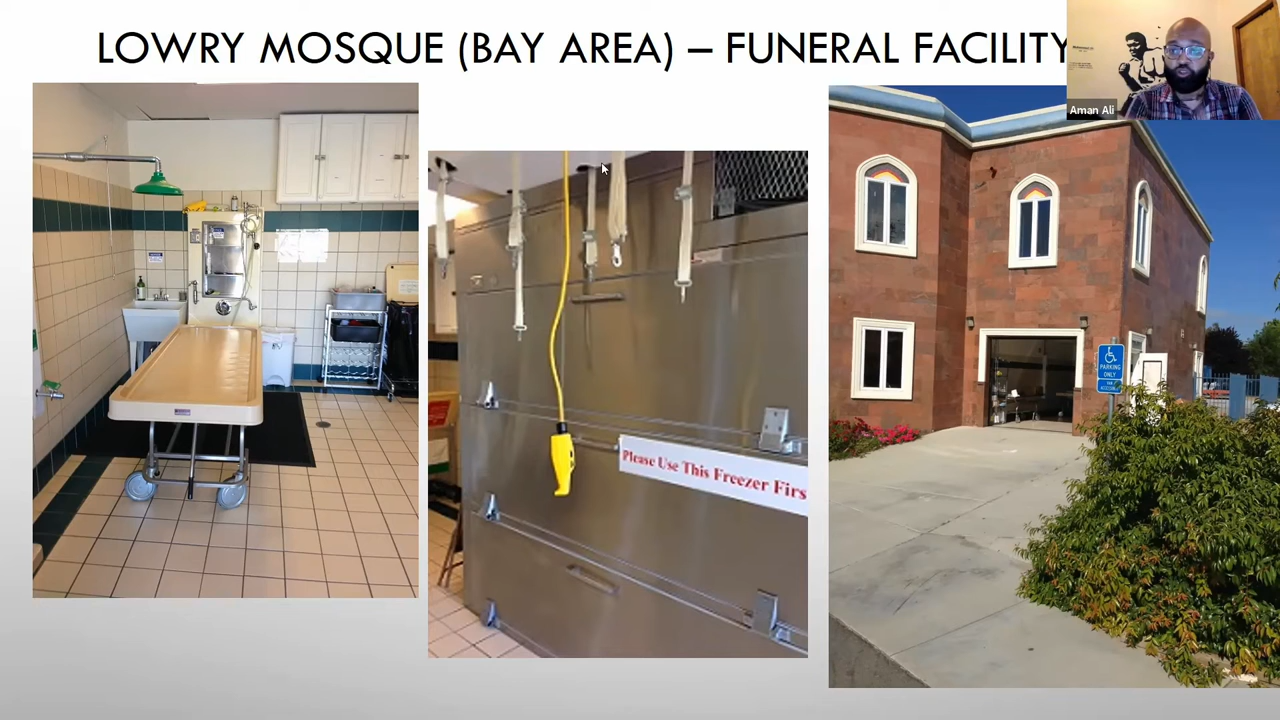 LOWRY MOSQUE (BAY AREA) – FUNERAL FACILITY
Aman Ali
Please Use This Freezer Firs
PARKING
ONLY